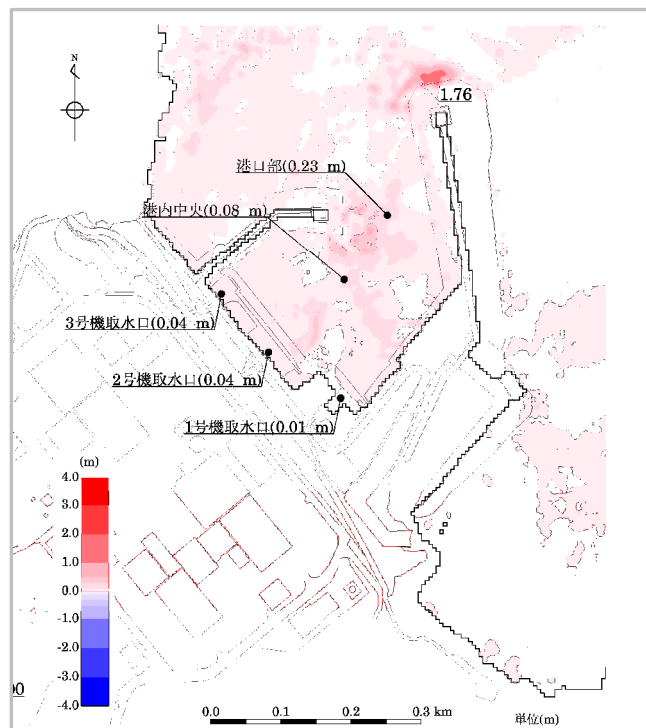 N
1.76
港口部(0.23 m)
港内中央(0.08 m)
3号機取水口(0.04 m)
2号機取水口(0.04 m)
1号機取水口(0.01 m)
(m)
4.0
3.0
2.0
1.0
0.0
-1.0
-2.0
-3.0
-4.0
00
0.0 0.1 0.2 0.3 km
単位(m)